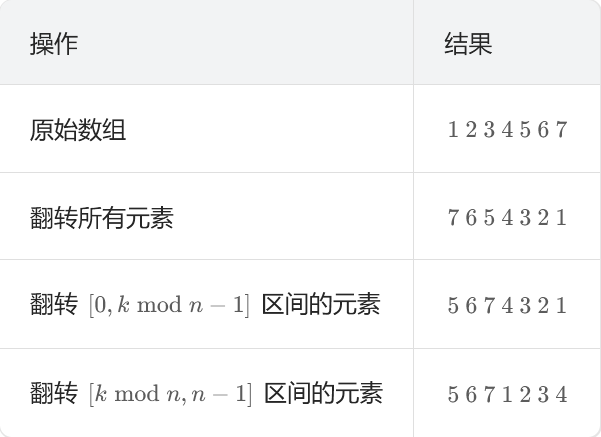 操作 结果
原始数组 1 2 3 4 5 6 7
翻转所有元素 7 6 5 4 3 2 1
翻转 [0, k mod n − 1] 区间的元素 5 6 7 4 3 2 1
翻转 [k mod n, n − 1] 区间的元素 5 6 7 1 2 3 4